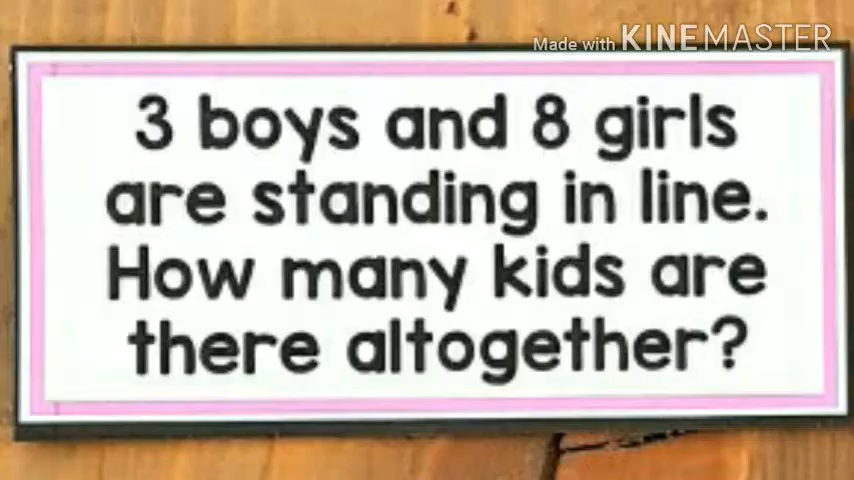 Made with KINEMASTER
3 boys and 8 girls
are standing in line.
How many kids are
there altogether?